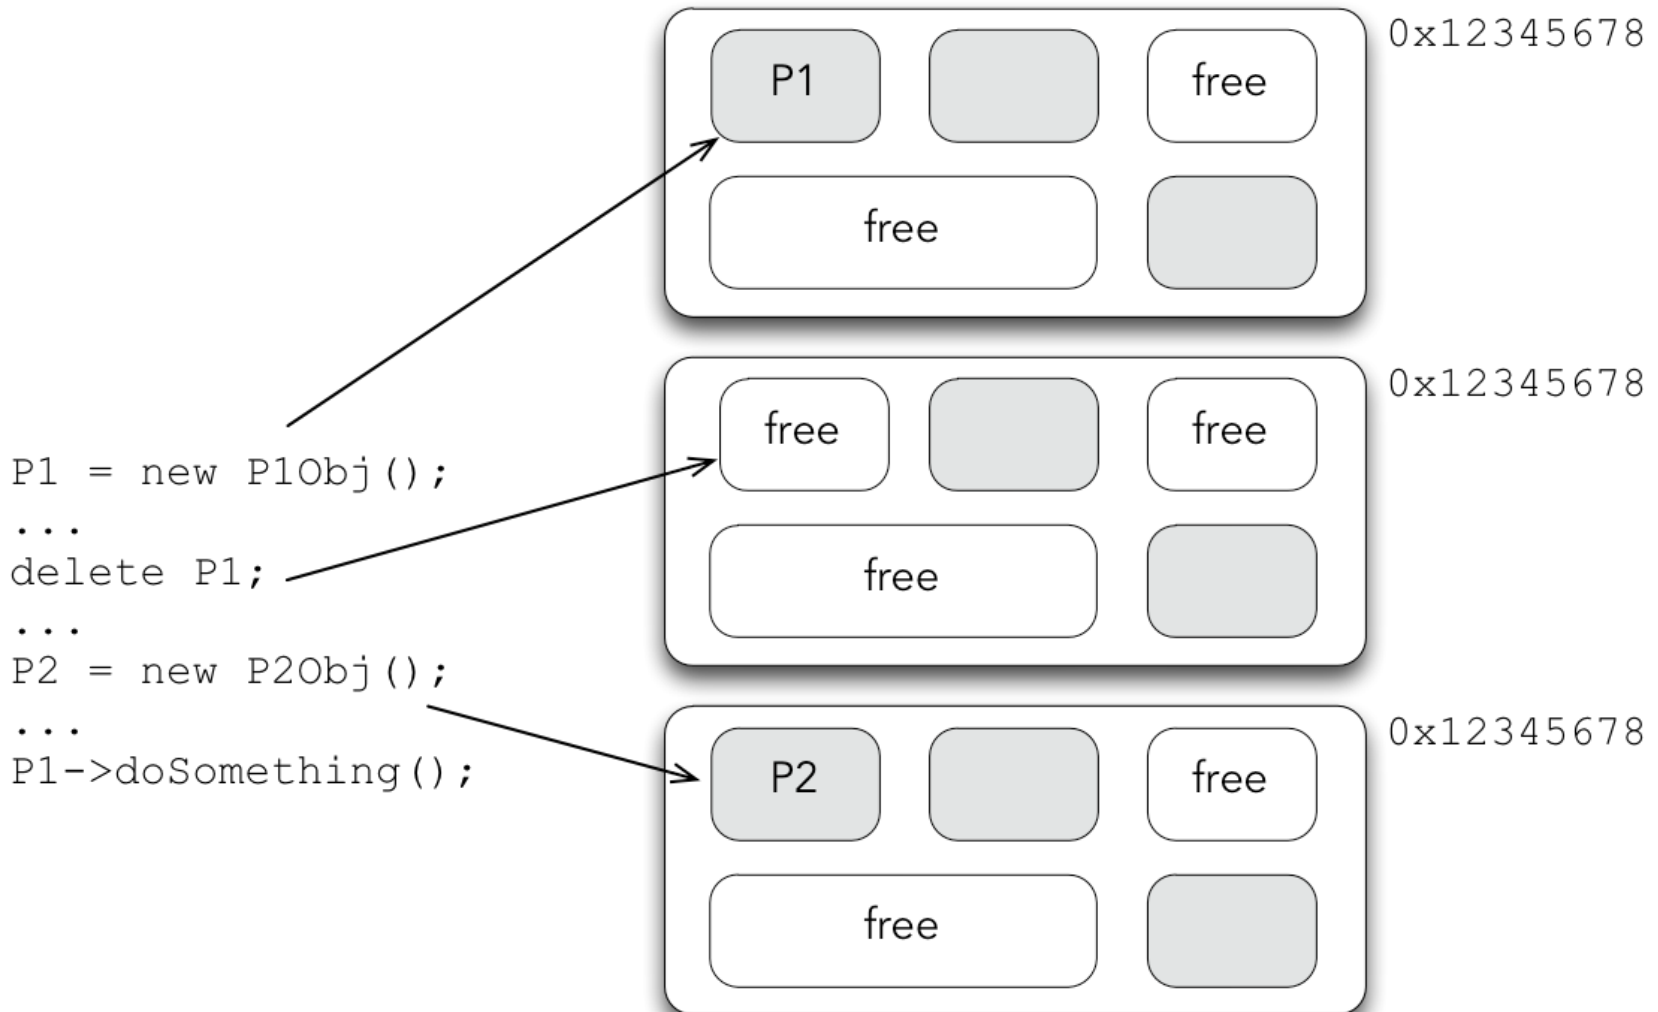 P1 = new P1Obj();
...
delete P1;
...
P2 = new P2Obj();
...
P1->doSomething();
0x12345678
P1
free
free
0x12345678
free
free
free
0x12345678
P2
free
free